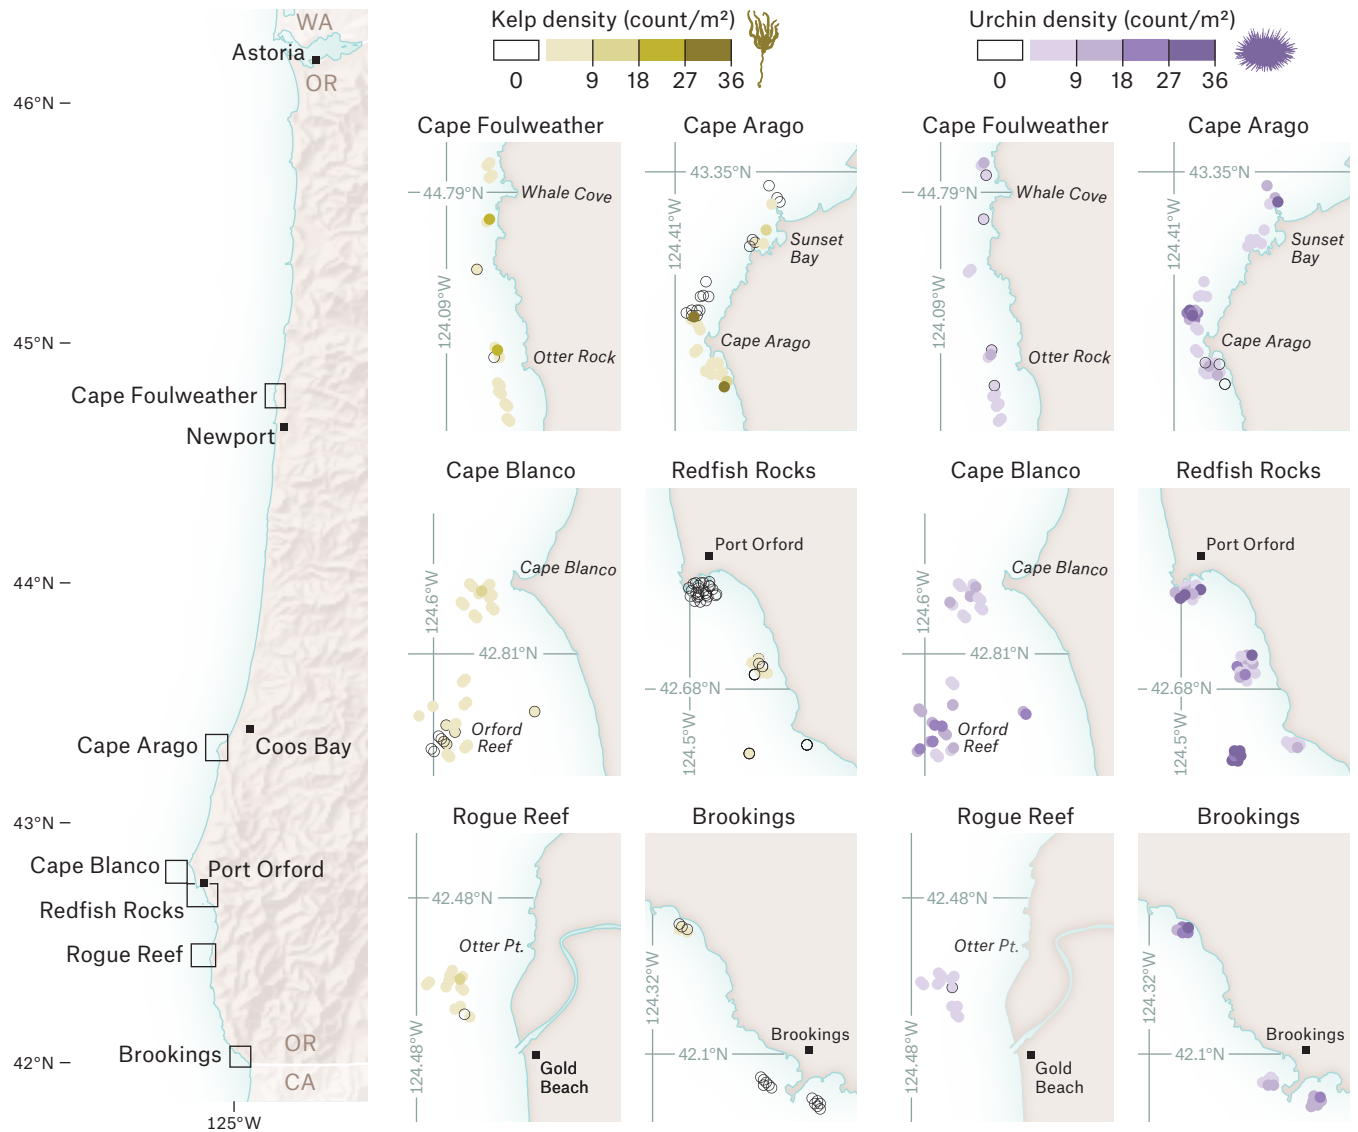 WA
Astoria
OR
46°N
45°N
Cape Foulweather
Newport
44°N
Cape Arago
Coos Bay
43°N
Cape Blanco
Port Orford
Redfish Rocks
Rogue Reef
Brookings
OR
42°N
CA
125°W
Kelp density (count/m²)
0
9
18
27
36
Urchin density (count/m²)
0
9
18
27
36
Cape Foulweather
44.79°N
Whale Cove
124.09°W
Otter Rock
Cape Arago
43.35°N
124.41°W
Sunset
Bay
Cape Arago
Cape Foulweather
44.79°N
Whale Cove
124.09°W
Otter Rock
Cape Arago
43.35°N
124.41°W
Sunset
Bay
Cape Arago
Cape Blanco
Cape Blanco
124.6°W
42.81°N
Orford
Reef
Redfish Rocks
Port Orford
42.68°N
124.5°W
Cape Blanco
Cape Blanco
124.6°W
42.81°N
Orford
Reef
Redfish Rocks
Port Orford
42.68°N
124.5°W
Rogue Reef
42.48°N
Otter Pt.
124.48°W
Gold
Beach
Brookings
124.32°W
Brookings
42.1°N
Rogue Reef
42.48°N
Otter Pt.
124.48°W
Gold
Beach
Brookings
124.32°W
Brookings
42.1°N